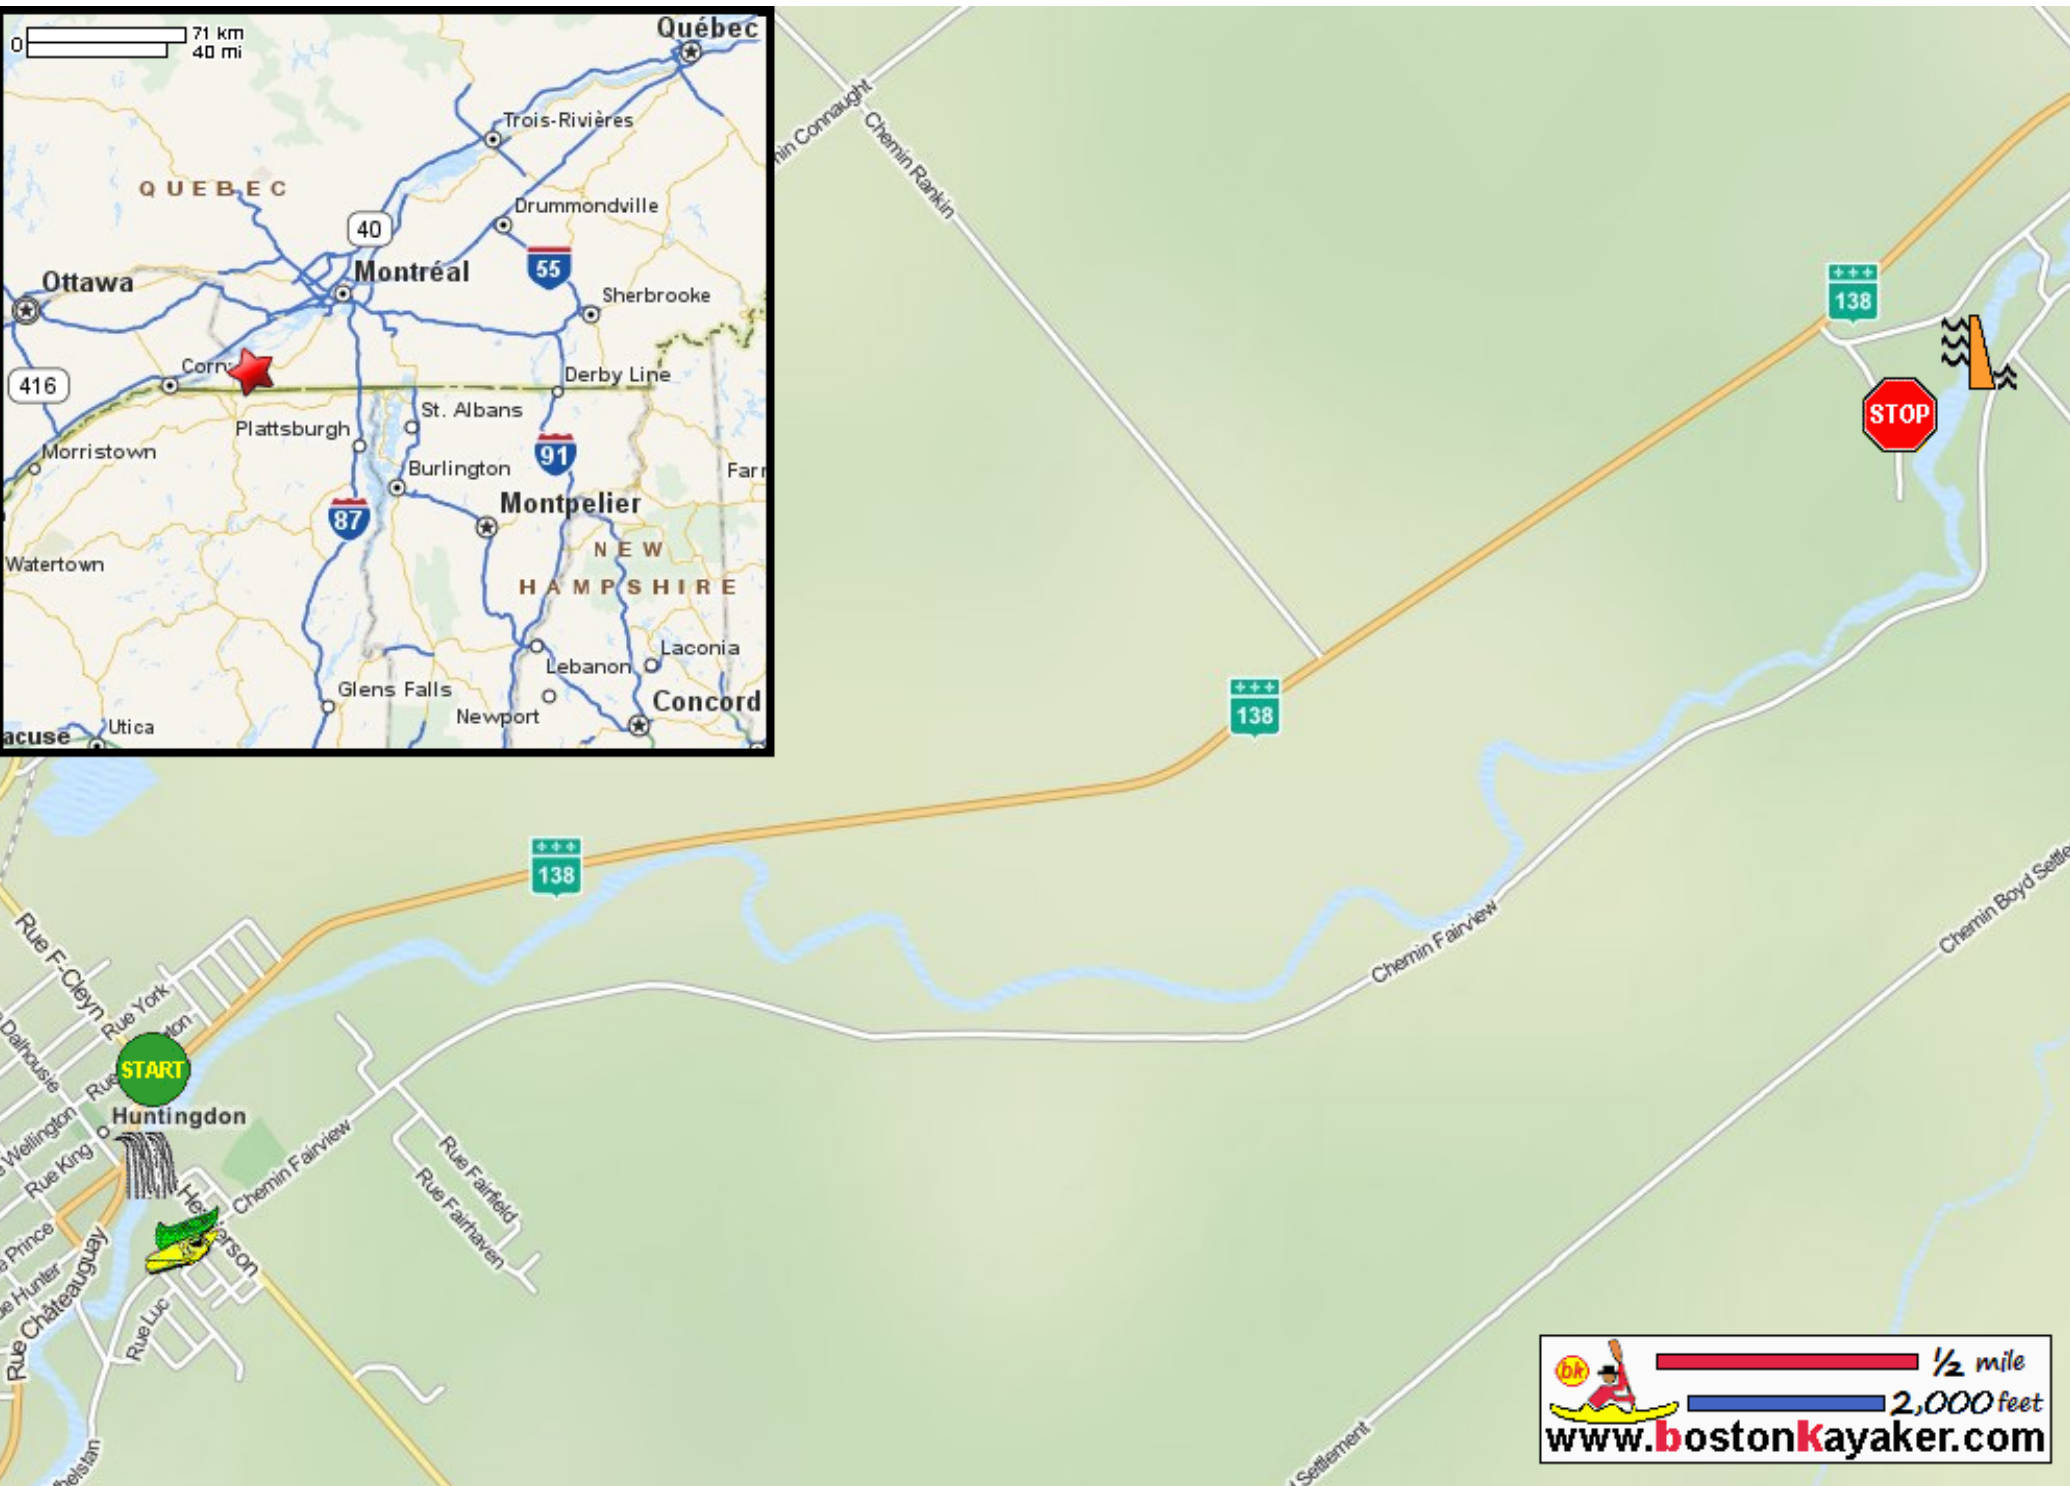 0
71 km
40 mi
Québec
Trois-Rivières
QUEBEC
Drummondville
40
Montréal
55
Ottawa
Sherbrooke
416
Derby Line
St. Albans
Plattsburgh
Morristown
91
Burlington
Montpelier
87
NEW
HAMPSHIRE
Watertown
Laconia
Lebanon
Glens Falls
Newport
Concord
Utica
Chemin Rankin
Connaught
138
STOP
138
138
Chemin Fairview
Chemin Boyd
Rue F-Cleyn
Rue York
Dalhousie
Rue
START
Huntingdon
Wellington
Rue King
Chemin Fairview
Rue Fairfield
Rue Fairhaven
Prince
Hunter
Rue Châteauguay
Rue Luc
Settlement
bk
½ mile
2,000 feet
www.bostonkayaker.com